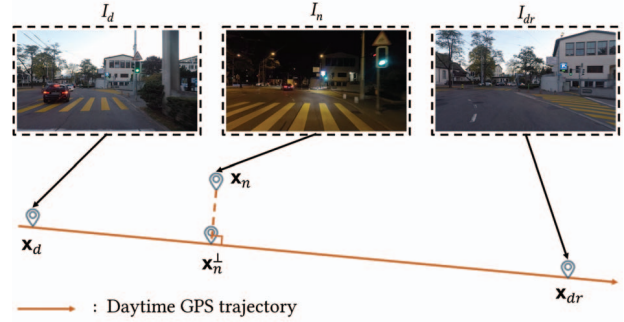 I_d I_n I_dr
x_n
x_d x_n^⊥ x_dr
: Daytime GPS trajectory